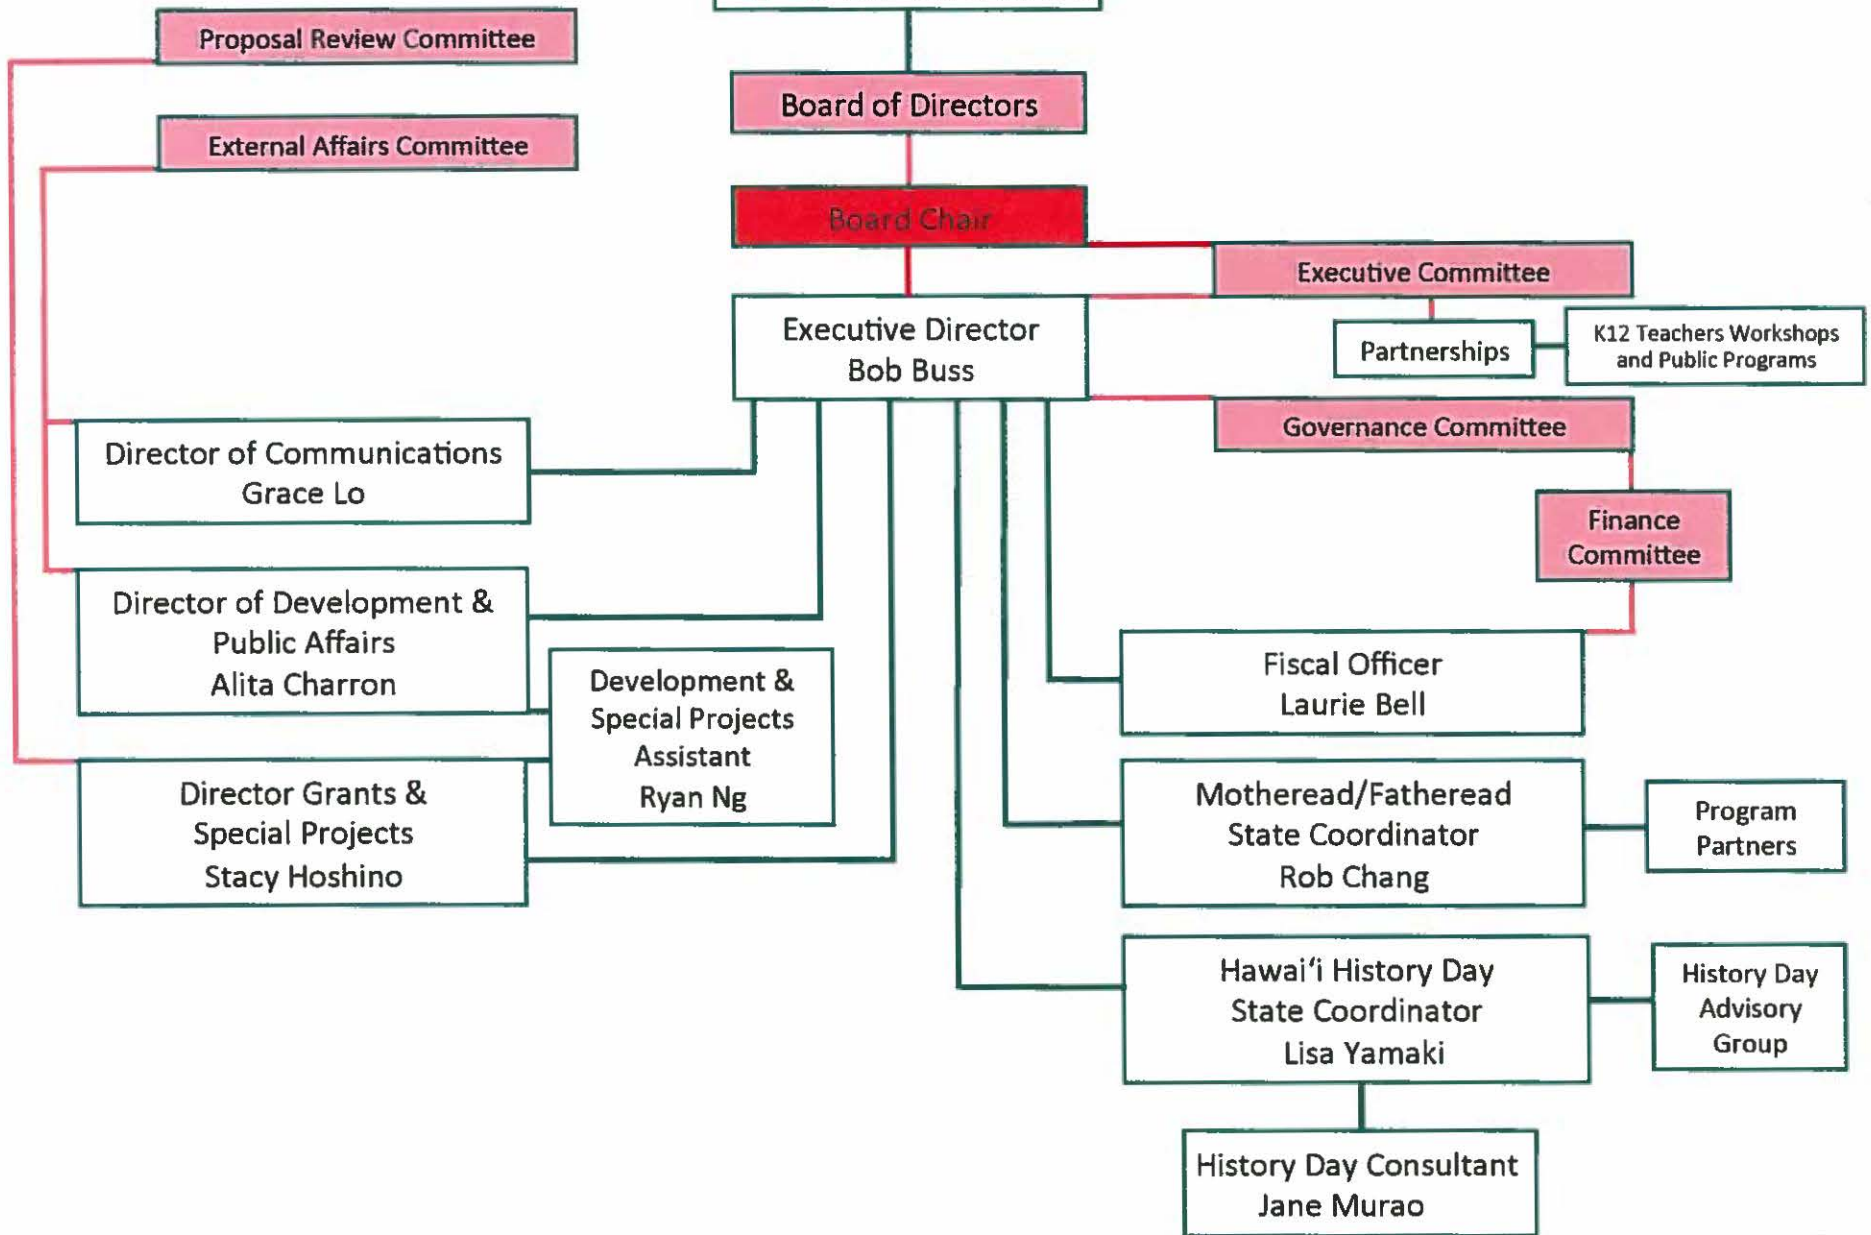 Proposal Review Committee
External Affairs Committee
Board of Directors
Board Chair
Executive Committee
Executive Director
Bob Buss
Partnerships
K12 Teachers Workshops
and Public Programs
Governance Committee
Director of Communications
Grace Lo
Finance
Committee
Director of Development &
Public Affairs
Alita Charron
Development &
Special Projects
Assistant
Ryan Ng
Fiscal Officer
Laurie Bell
Director Grants &
Special Projects
Stacy Hoshino
Motheread/Fatheread
State Coordinator
Rob Chang
Program
Partners
Hawaiʻi History Day
State Coordinator
Lisa Yamaki
History Day
Advisory
Group
History Day Consultant
Jane Murao